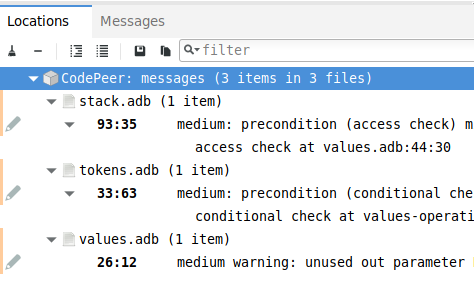 Locations Messages
filter
CodePeer: messages (3 items in 3 files)
stack.adb (1 item)
93:35 medium: precondition (access check) m
access check at values.adb:44:30
tokens.adb (1 item)
33:63 medium: precondition (conditional che
conditional check at values-operati
values.adb (1 item)
26:12 medium warning: unused out parameter